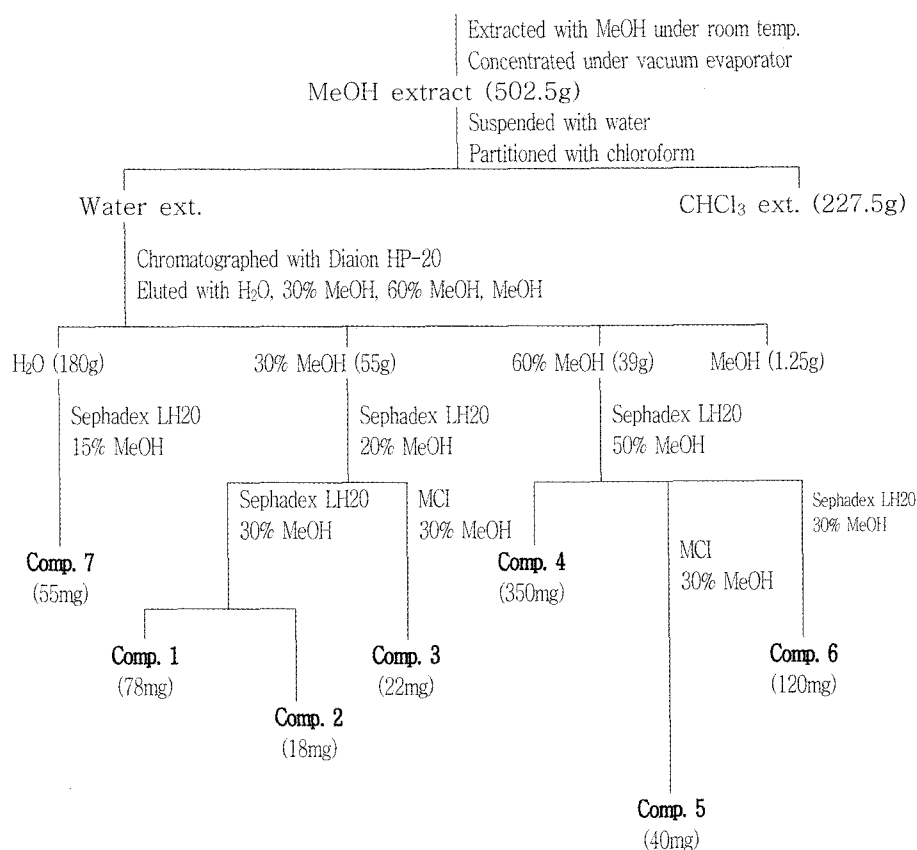 Extracted with MeOH under room temp.
Concentrated under vacuum evaporator
MeOH extract (502.5g)
Suspended with water
Partitioned with chloroform
Water ext.
CHCl₃ ext. (227.5g)
Chromatographed with Diaion HP-20
Eluted with H₂O, 30% MeOH, 60% MeOH, MeOH
H₂O (180g)
30% MeOH (55g)
60% MeOH (39g)
MeOH (1.25g)
Sephadex LH20
15% MeOH
Sephadex LH20
20% MeOH
Sephadex LH20
50% MeOH
Sephadex LH20
30% MeOH
MCI
30% MeOH
Sephadex LH20
30% MeOH
MCI
30% MeOH
Comp. 7
(55mg)
Comp. 4
(350mg)
Comp. 1
(78mg)
Comp. 3
(22mg)
Comp. 6
(120mg)
Comp. 2
(18mg)
Comp. 5
(40mg)